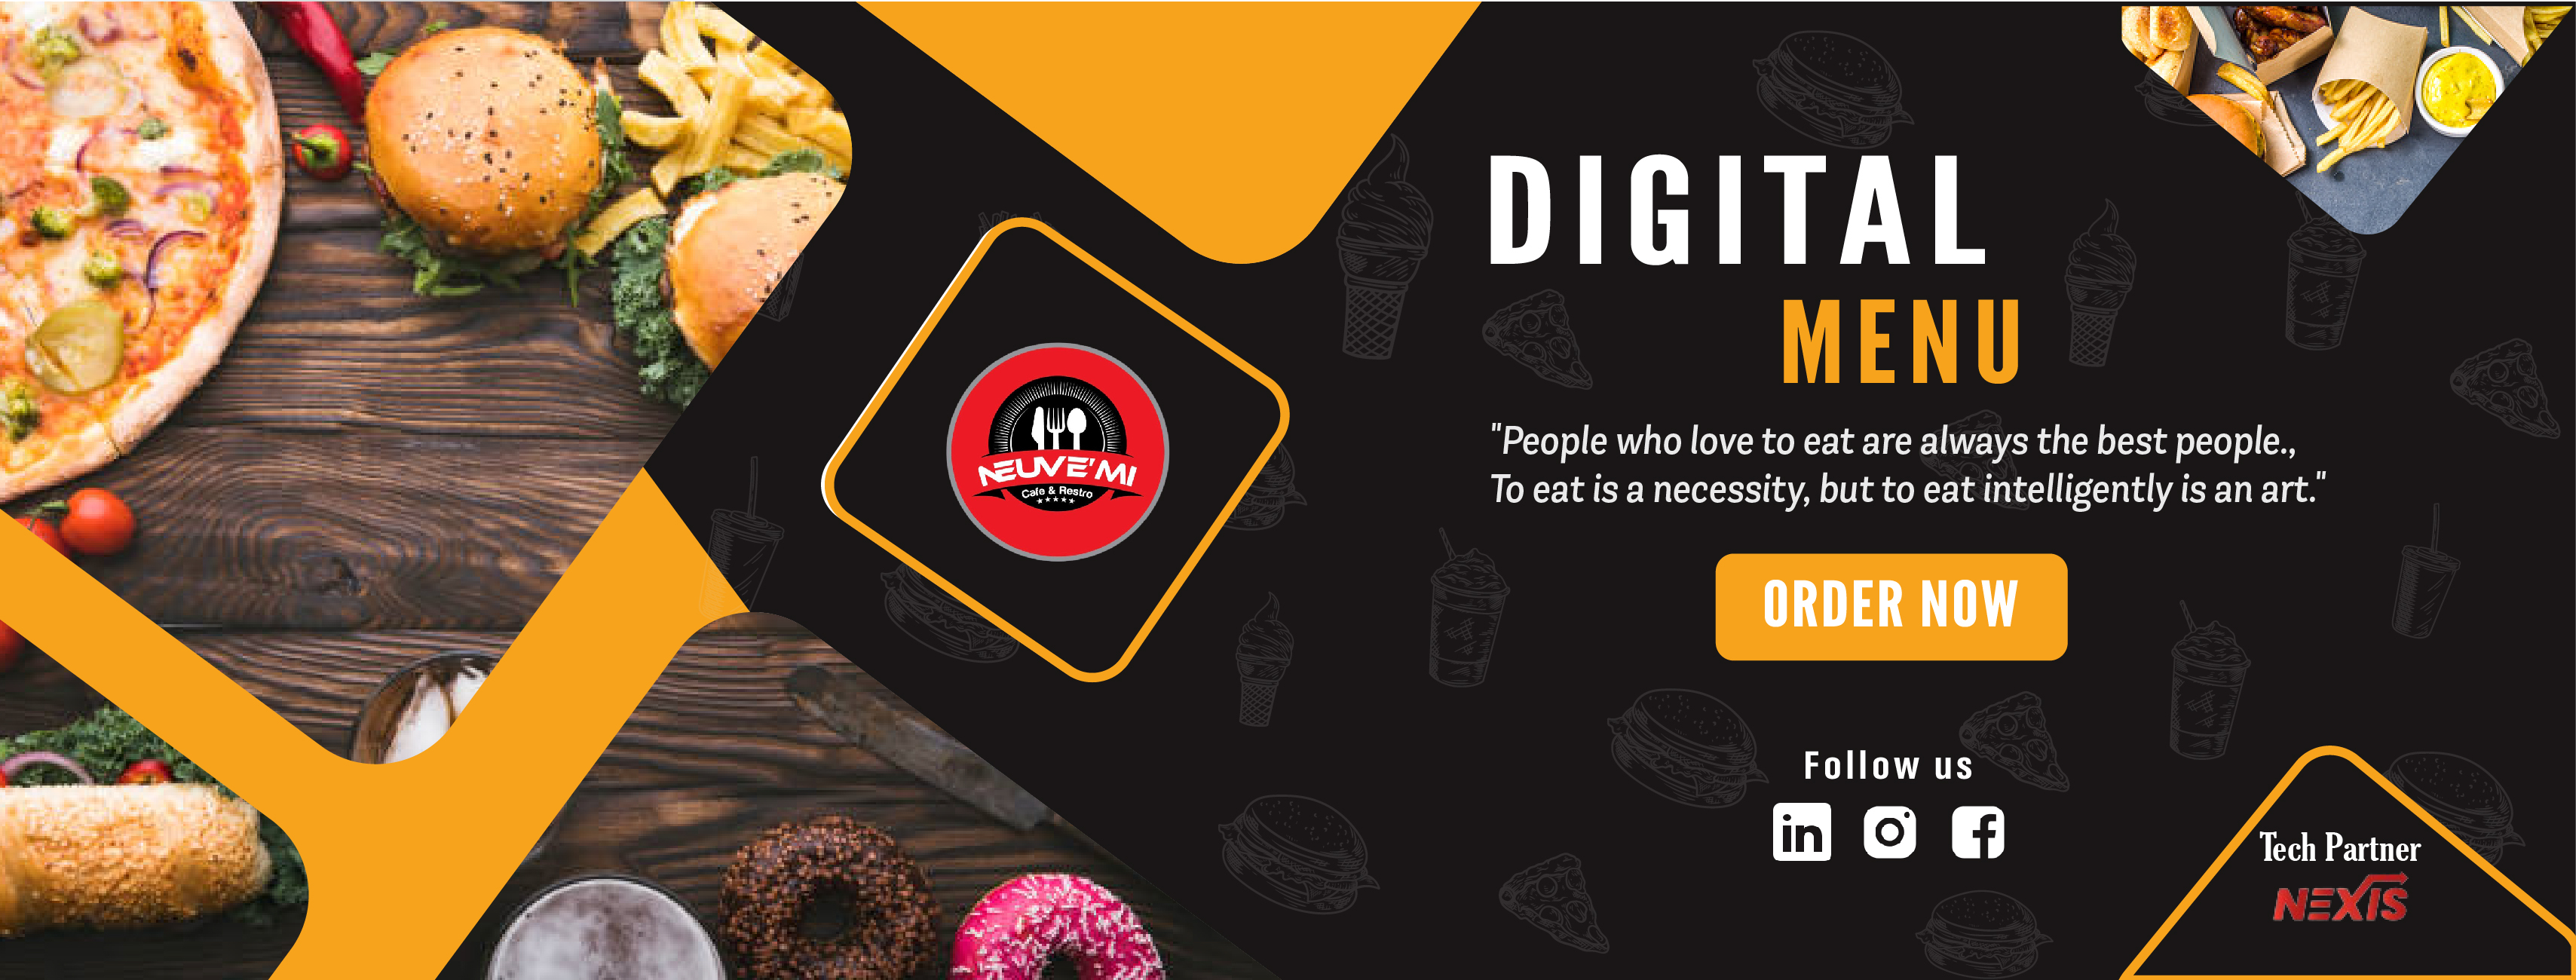 DIGITAL
MENU
"People who love to eat are always the best people.,
To eat is a necessity, but to eat intelligently is an art."
NEUVE'MI
Cafe & Restro
ORDER NOW
Follow us
in
Tech Partner
NEXIS